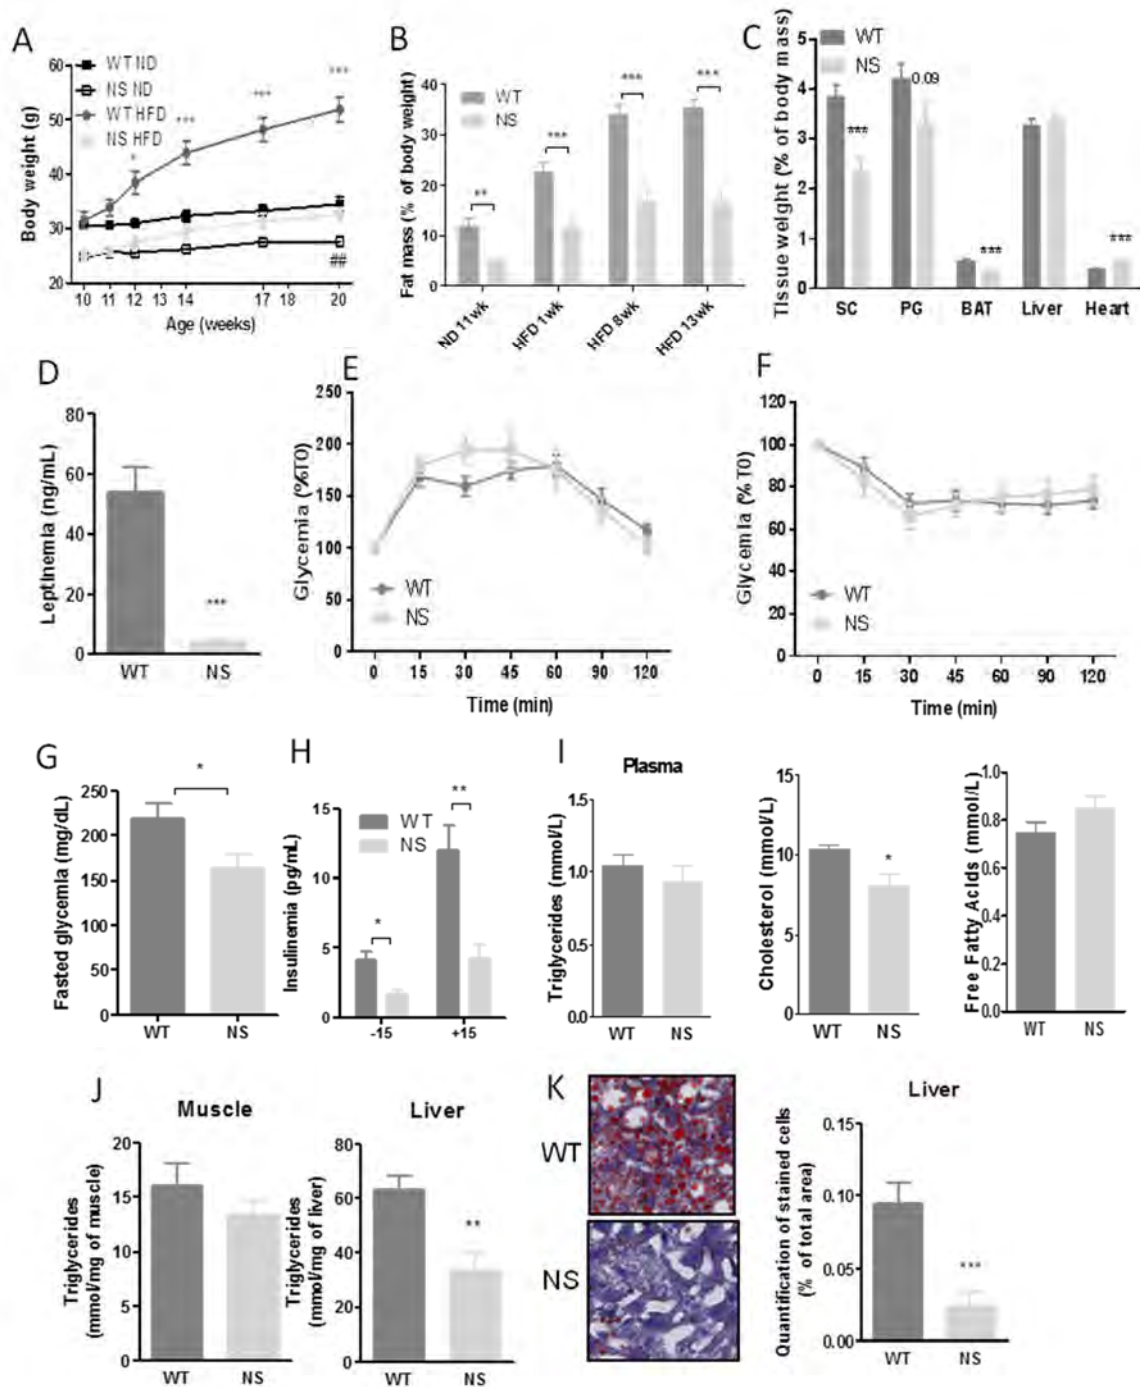 A
Body weight (g)
60
50
40
30
20
WT ND
NS ND
WT HFD
NS HFD
*
***
***
***
##
10 11 12 13 14 17 18 20
Age (weeks)
B
Fat mass (% of body weight)
40
30
20
10
0
WT
NS
**
***
***
***
ND 11wk
HFD 1wk
HFD 8wk
HFD 13wk
C
Tissue weight (% of body mass)
5
4
3
2
1
0
WT
NS
***
0.09
***
***
SC PG BAT Liver Heart
D
Leptinemia (ng/mL)
80
60
40
20
0
***
WT NS
E
Glycemia (%T0)
250
200
150
100
50
0
WT
NS
0 15 30 45 60 90 120
Time (min)
F
Glycemia (%T0)
120
100
80
60
40
20
0
WT
NS
0 15 30 45 60 90 120
Time (min)
G
Fasted glycemia (mg/dL)
250
200
150
100
50
0
*
WT NS
H
Insulinemia (pg/mL)
15
10
5
0
WT
NS
*
**
-15 +15
I
Plasma
Triglycerides (mmol/L)
1.5
1.0
0.5
0.0
WT NS
Cholesterol (mmol/L)
15
10
5
0
*
WT NS
Free Fatty Acids (mmol/L)
1.0
0.8
0.6
0.4
0.2
0.0
WT NS
J
Muscle
Triglycerides
(mmol/mg of muscle)
20
15
10
5
0
WT NS
Liver
Triglycerides
(mmol/mg of liver)
80
60
40
20
0
**
WT NS
K
WT
NS
Liver
Quantification of stained cells
(% of total area)
0.15
0.10
0.05
0.00
***
WT NS